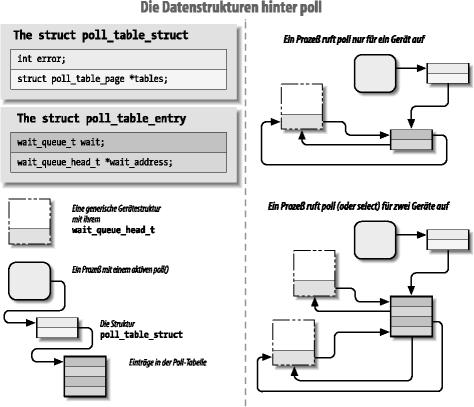 Die Datenstrukturen hinter poll
The struct poll_table_struct
int error;
struct poll_table_page *tables;
The struct poll_table_entry
wait_queue_t wait;
wait_queue_head_t *wait_address;
Eine generische Gerätestruktur
mit ihrem
wait_queue_head_t
Ein Prozeß mit einem aktiven poll()
Die Struktur
poll_table_struct
Einträge in der Poll-Tabelle
Ein Prozeß ruft poll nur für ein Gerät auf
Ein Prozeß ruft poll (oder select) für zwei Geräte auf